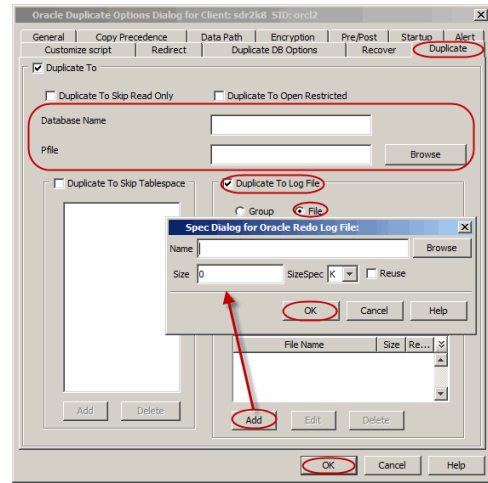 Oracle Duplicate Options Dialog for Client: sdr2k8 SID: orcl2
General Copy Precedence Data Path Encryption Pre/Post Startup Alert
Customize script Redirect Duplicate DB Options Recover Duplicate
Duplicate To
Duplicate To Skip Read Only Duplicate To Open Restricted
Database Name
Pfile Browse
Duplicate To Skip Tablespace Duplicate To Log File
Group File
Spec Dialog for Oracle Redo Log File:
Name Browse
Size 0 SizeSpec K Reuse
OK Cancel Help
File Name Size Re...
Add Delete Add Edit Delete
OK Cancel Help